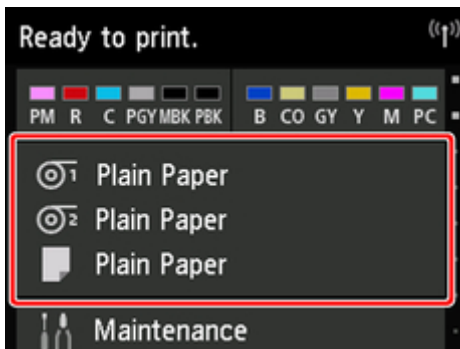 Ready to print.
PM R C PGY MBK PBK B CO GY Y M PC
1 Plain Paper
2 Plain Paper
Plain Paper
Maintenance